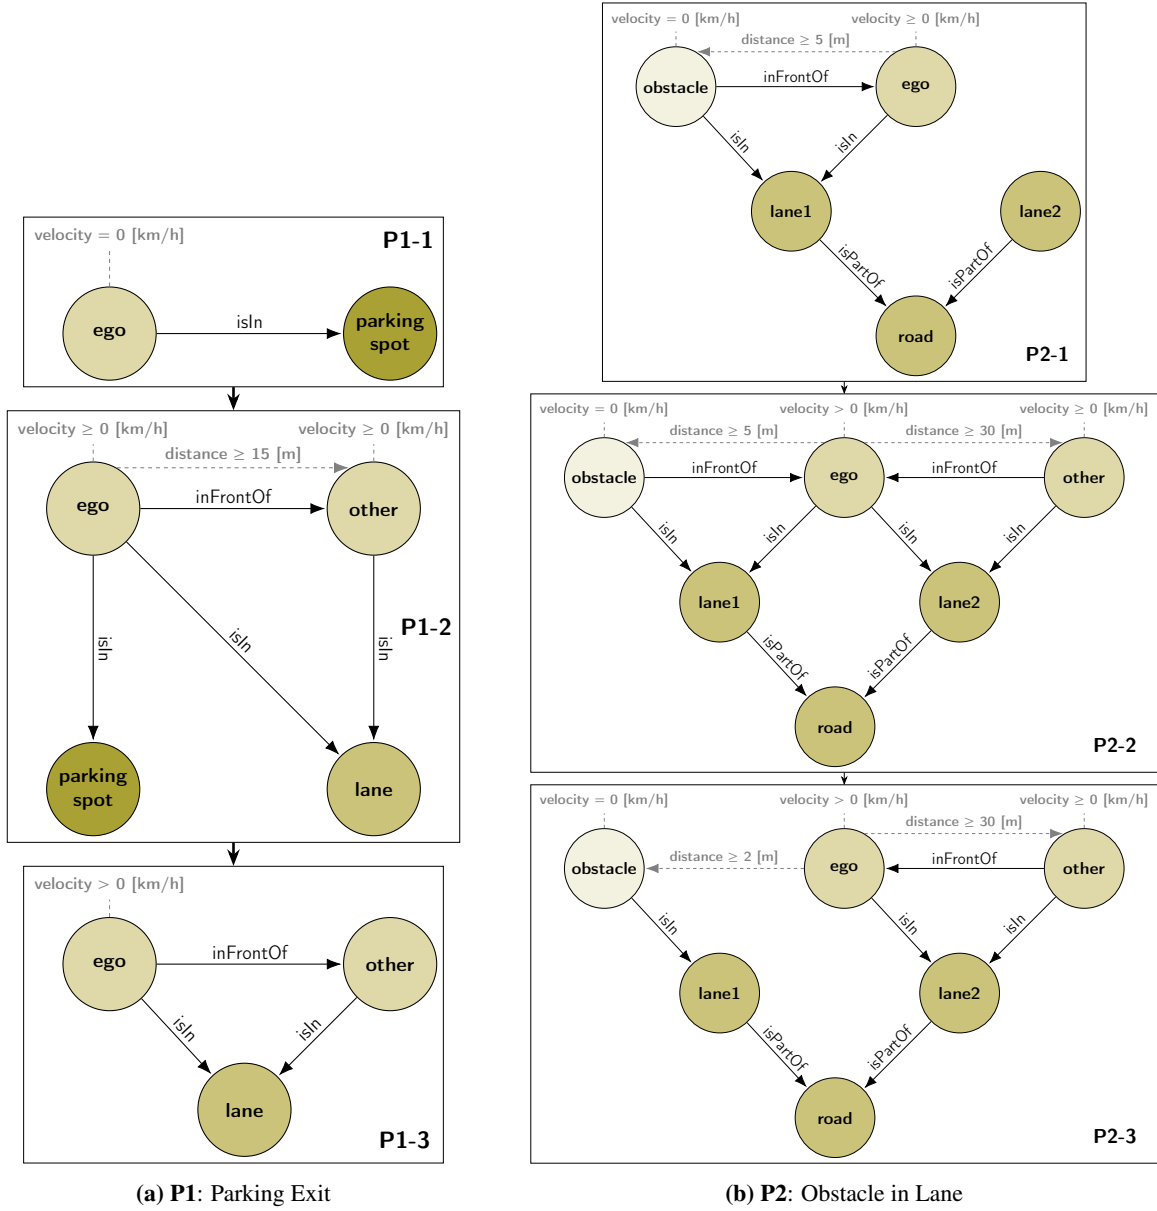 velocity = 0 [km/h]
P1-1
ego
isIn
parking
spot
velocity ≥ 0 [km/h]
velocity ≥ 0 [km/h]
distance ≥ 15 [m]
ego
inFrontOf
other
isIn
isIn
isIn
P1-2
parking
spot
lane
velocity > 0 [km/h]
ego
inFrontOf
other
isIn
isIn
lane
P1-3
(a) P1: Parking Exit
velocity = 0 [km/h]
velocity ≥ 0 [km/h]
distance ≥ 5 [m]
obstacle
inFrontOf
ego
isIn
isIn
lane1
lane2
isPartOf
isPartOf
road
P2-1
velocity = 0 [km/h]
velocity > 0 [km/h]
velocity ≥ 0 [km/h]
distance ≥ 5 [m]
distance ≥ 30 [m]
obstacle
inFrontOf
ego
inFrontOf
other
isIn
isIn
isIn
isIn
lane1
lane2
isPartOf
isPartOf
road
P2-2
velocity = 0 [km/h]
velocity > 0 [km/h]
velocity ≥ 0 [km/h]
distance ≥ 30 [m]
obstacle
distance ≥ 2 [m]
ego
inFrontOf
other
isIn
isIn
isIn
lane1
lane2
isPartOf
isPartOf
road
P2-3
(b) P2: Obstacle in Lane